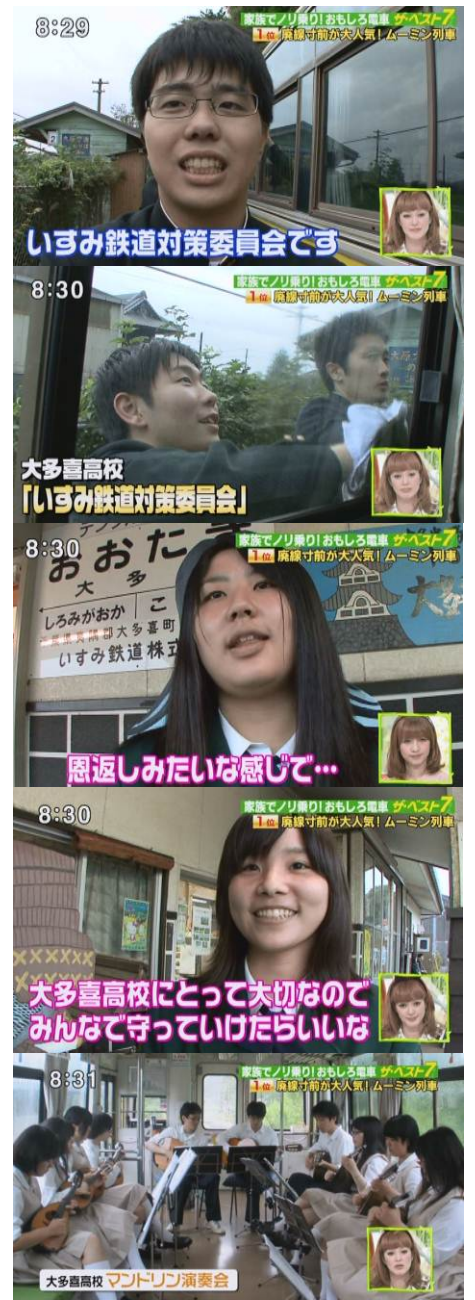 8:29
家族でノリ乗り!おもしろ電車 ザ・ベスト7
1位 廃線寸前が大人気!ムーミン列車
いすみ鉄道対策委員会です
8:30
家族でノリ乗り!おもしろ電車 ザ・ベスト7
1位 廃線寸前が大人気!ムーミン列車
大多喜高校
「いすみ鉄道対策委員会」
8:30
家族でノリ乗り!おもしろ電車 ザ・ベスト7
1位 廃線寸前が大人気!ムーミン列車
おおたき
大多
しろみがおか
こ
大多喜町
いすみ鉄道株式
恩返しみたいな感じで…
8:30
家族でノリ乗り!おもしろ電車 ザ・ベスト7
1位 廃線寸前が大人気!ムーミン列車
大多喜高校にとって大切なので
みんなで守っていけたらいいな
8:31
家族でノリ乗り!おもしろ電車 ザ・ベスト7
1位 廃線寸前が大人気!ムーミン列車
大多喜高校 マンドリン演奏会